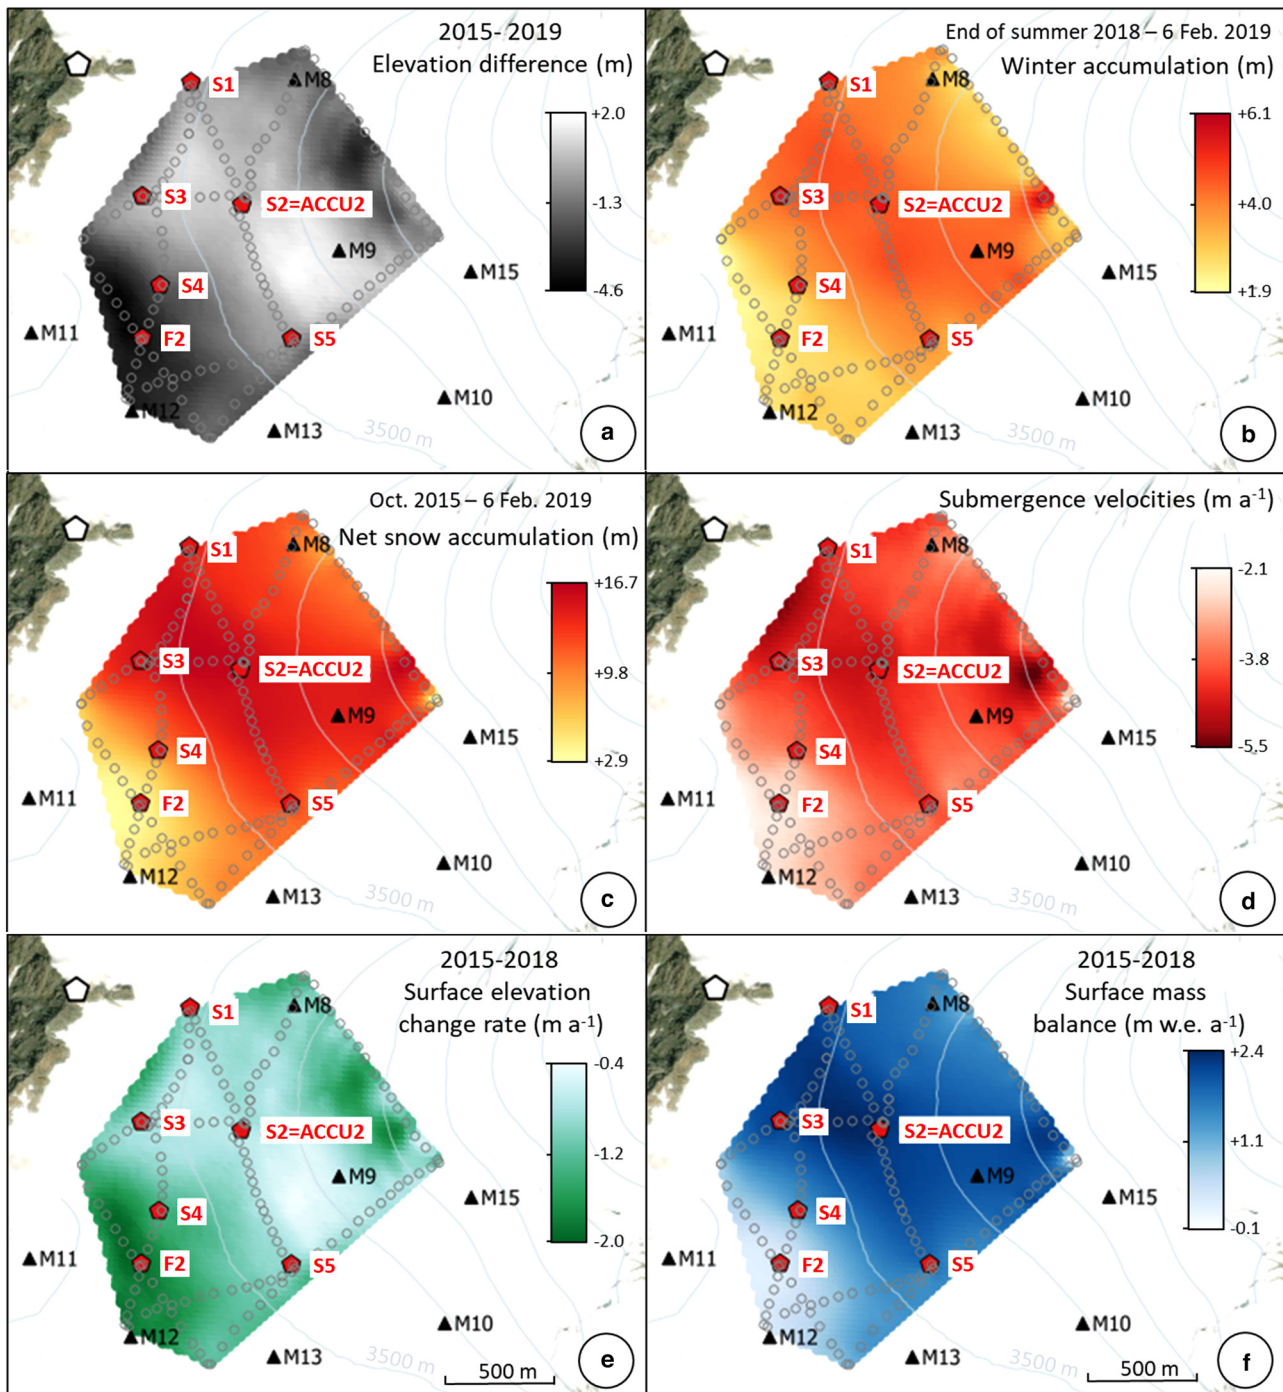 2015-2019
Elevation difference (m)
S1
M8
+2.0
S3
S2=ACCU2
-1.3
M9
M15
S4
-4.6
M11
F2
S5
M10
M12
M13
3500 m
a
End of summer 2018 – 6 Feb. 2019
Winter accumulation (m)
S1
M8
+6.1
S3
S2=ACCU2
+4.0
M9
M15
S4
+1.9
M11
F2
S5
M10
M12
M13
3500 m
b
Oct. 2015 – 6 Feb. 2019
Net snow accumulation (m)
S1
M8
+16.7
S3
S2=ACCU2
+9.8
M9
M15
S4
+2.9
M11
F2
S5
M10
M12
M13
3500 m
c
Submergence velocities (m a-1)
S1
M8
-2.1
S3
S2=ACCU2
-3.8
M9
M15
S4
-5,5
M11
F2
S5
M10
M12
M13
3500 m
d
2015-2018
Surface elevation
change rate (m a-1)
S1
M8
-0.4
S3
S2=ACCU2
-1.2
M9
M15
S4
-2.0
M11
F2
S5
M10
M12
M13
3500 m
500 m
e
2015-2018
Surface mass
balance (m w.e. a-1)
S1
M8
+2.4
S3
S2=ACCU2
+1.1
M9
M15
S4
-0.1
M11
F2
S5
M10
M12
M13
3500 m
500 m
f